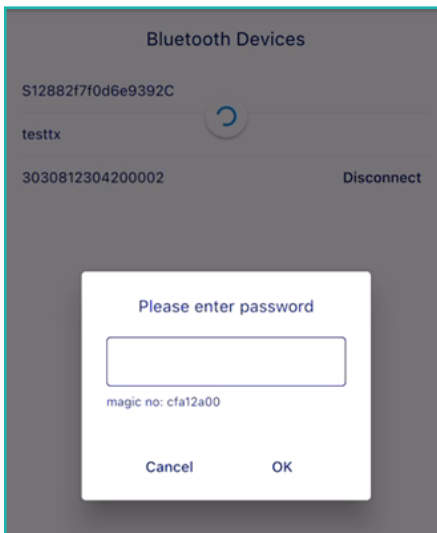 Bluetooth Devices
S12882f7f0d6e9392C
testtx
3030812304200002 Disconnect
Please enter password
magic no: cfa12a00
Cancel OK